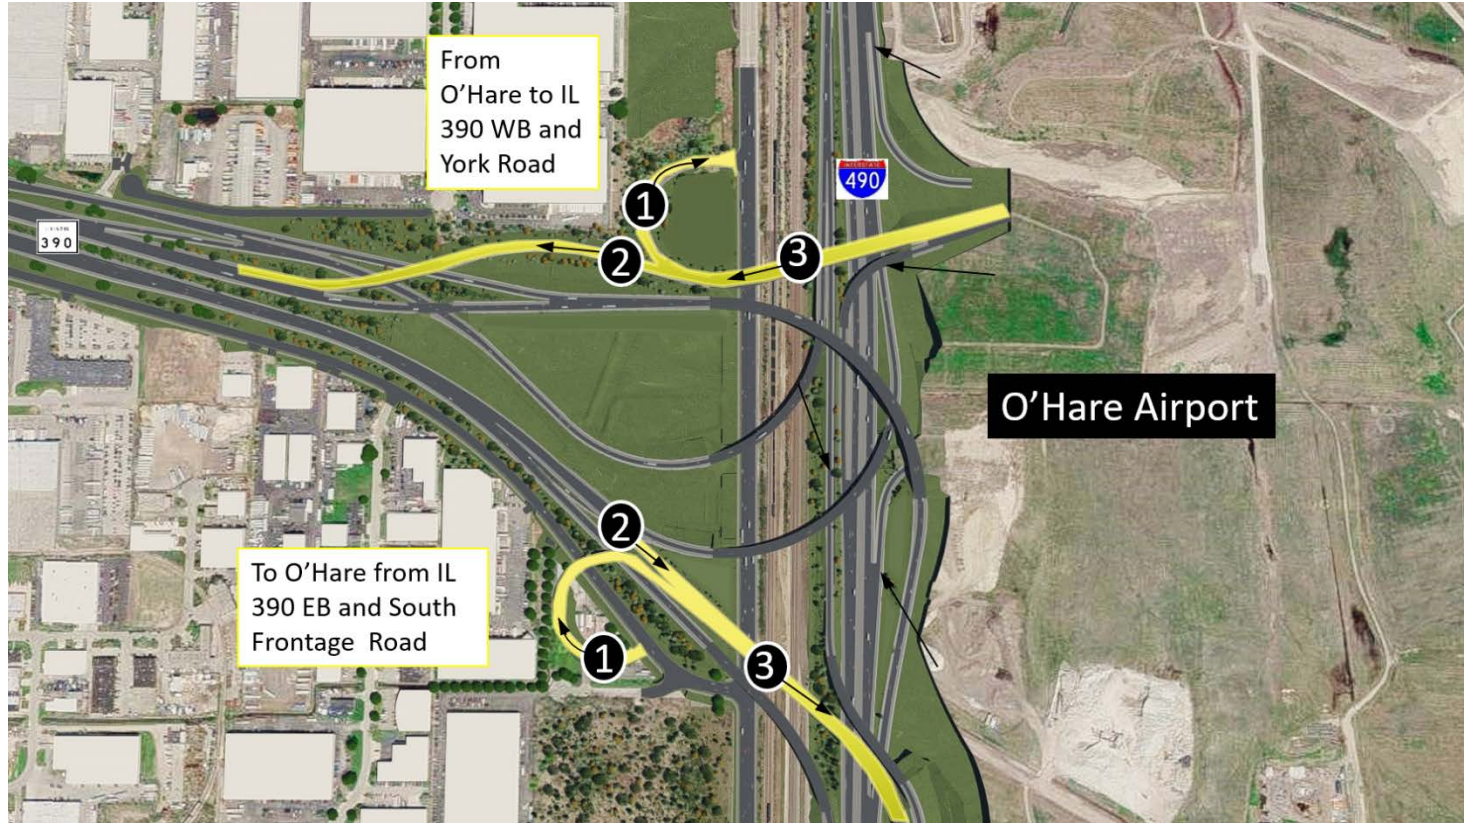 From
O’Hare to IL
390 WB and
York Road
1
INTERSTATE
490
390
2
3
O’Hare Airport
2
To O’Hare from IL
390 EB and South
Frontage Road
1
3